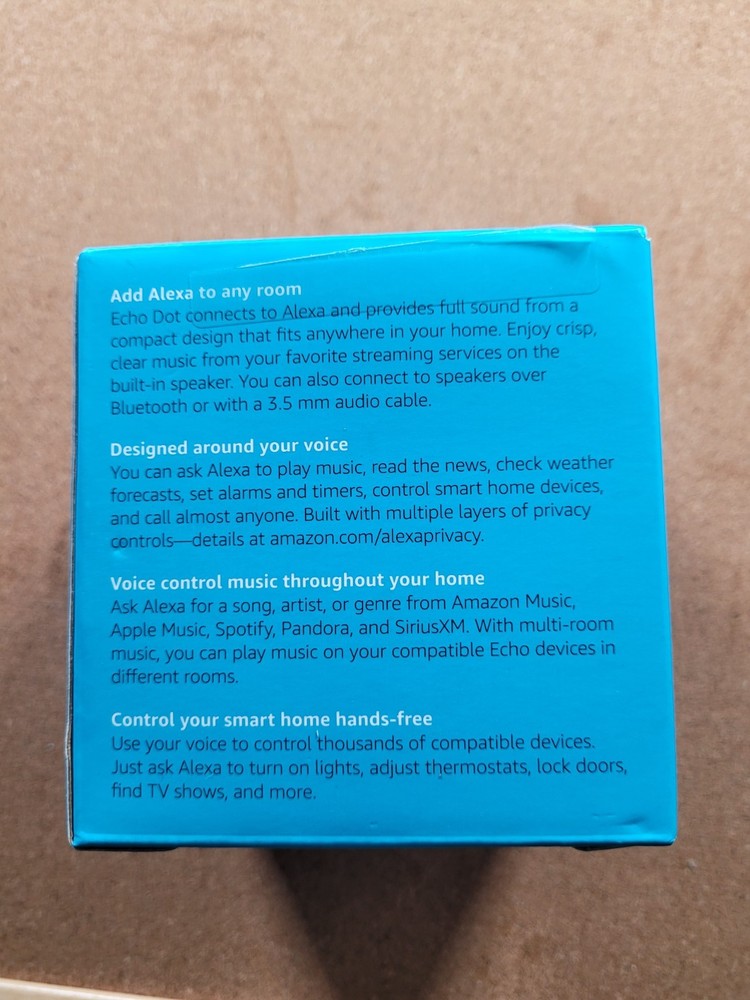 Add Alexa to any room
Echo Dot connects to Alexa and provides full sound from a
compact design that fits anywhere in your home. Enjoy crisp,
clear music from your favorite streaming services on the
built-in speaker. You can also connect to speakers over
Bluetooth or with a 3.5 mm audio cable.
Designed around your voice
You can ask Alexa to play music, read the news, check weather
forecasts, set alarms and timers, control smart home devices,
and call almost anyone. Built with multiple layers of privacy
controls—details at amazon.com/alexaprivacy.
Voice control music throughout your home
Ask Alexa for a song, artist, or genre from Amazon Music,
Apple Music, Spotify, Pandora, and SiriusXM. With multi-room
music, you can play music on your compatible Echo devices in
different rooms.
Control your smart home hands-free
Use your voice to control thousands of compatible devices.
Just ask Alexa to turn on lights, adjust thermostats, lock doors,
find TV shows, and more.